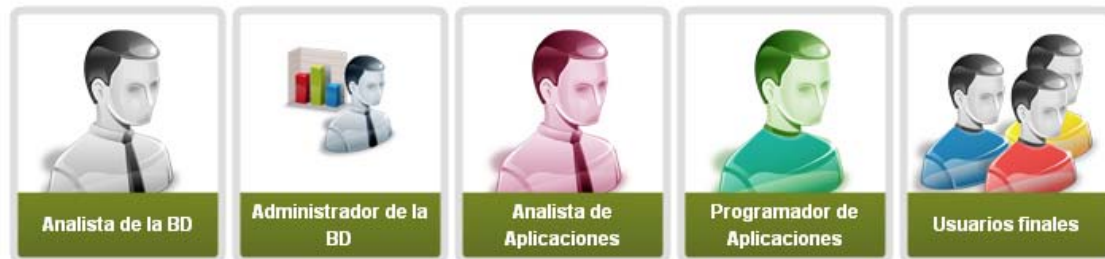 Analista de la BD
Administrador de la
BD
Analista de
Aplicaciones
Programador de
Aplicaciones
Usuarios finales